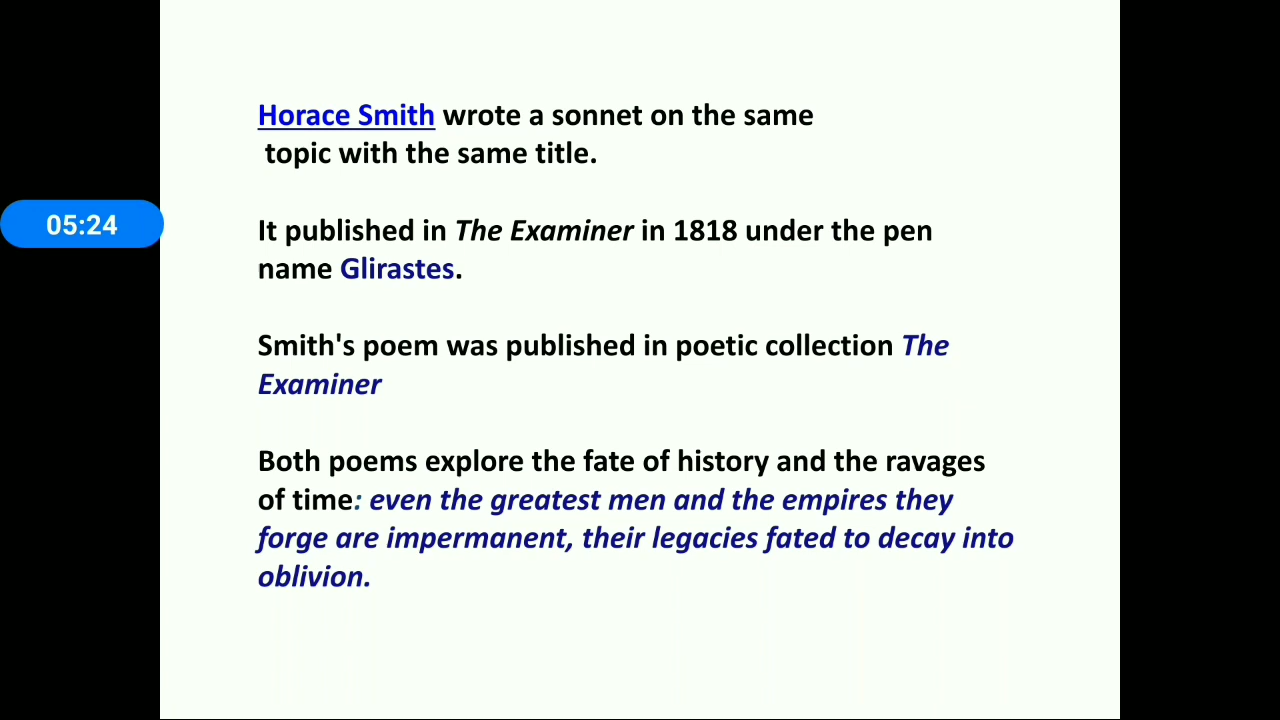 Horace Smith wrote a sonnet on the same
topic with the same title.
05:24
It published in The Examiner in 1818 under the pen
name Glirastes.
Smith's poem was published in poetic collection The
Examiner
Both poems explore the fate of history and the ravages
of time: even the greatest men and the empires they
forge are impermanent, their legacies fated to decay into
oblivion.